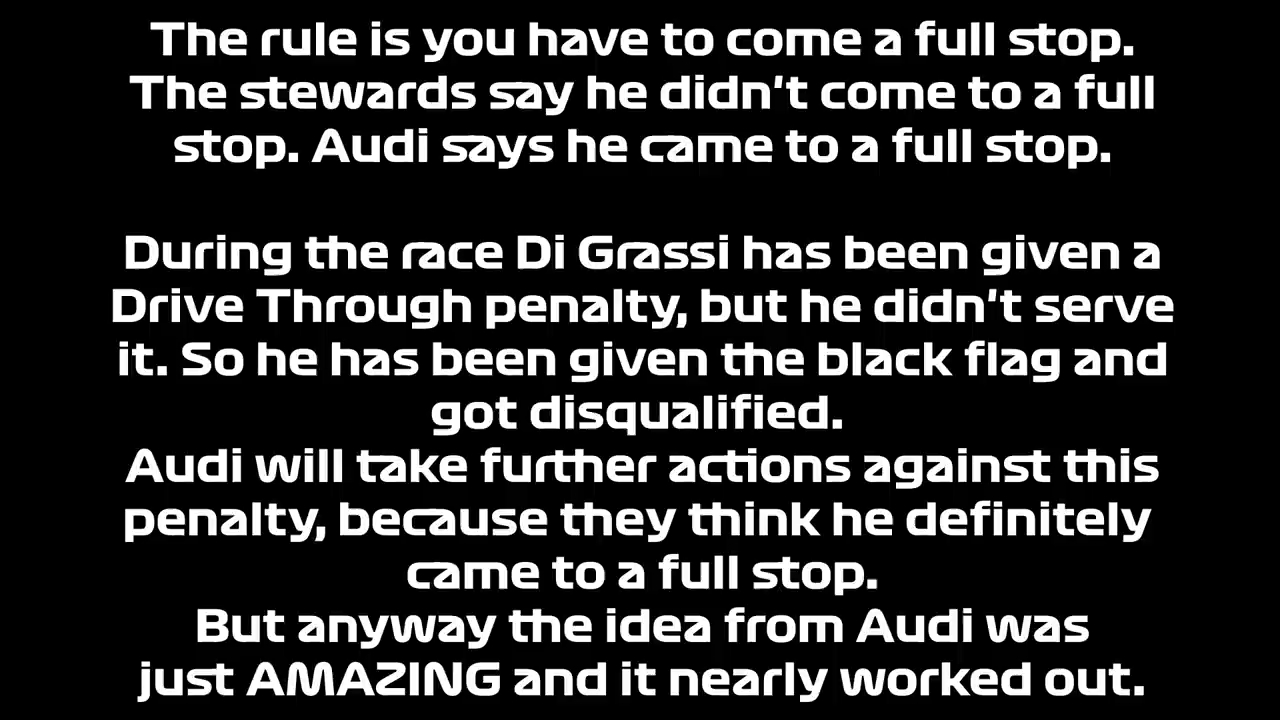 The rule is you have to come a full stop.
The stewards say he didn't come to a full
stop. Audi says he came to a full stop.
During the race Di Grassi has been given a
Drive Through penalty, but he didn't serve
it. So he has been given the black flag and
got disqualified.
Audi will take further actions against this
penalty, because they think he definitely
came to a full stop.
But anyway the idea from Audi was
just AMAZING and it nearly worked out.